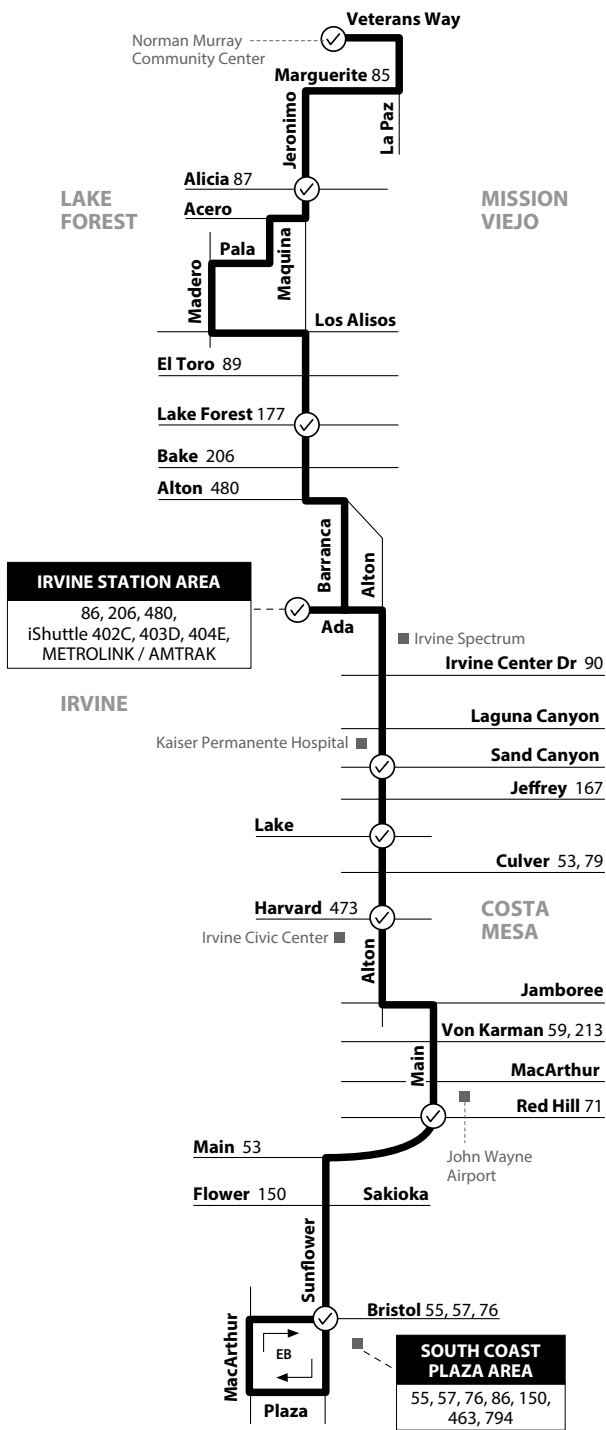 Veterans Way
Norman Murray
Community Center
Marguerite 85
Jeronimo
La Paz
Alicia 87
LAKE
FOREST
MISSION
VIEJO
Acero
Pala
Maquina
Madero
Los Alisos
El Toro 89
Lake Forest 177
Bake 206
Alton 480
Barranca
Alton
IRVINE STATION AREA
86, 206, 480,
iShuttle 402C, 403D, 404E,
METROLINK / AMTRAK
Ada
Irvine Spectrum
Irvine Center Dr 90
IRVINE
Laguna Canyon
Kaiser Permanente Hospital
Sand Canyon
Jeffrey 167
Lake
Culver 53, 79
Harvard 473
COSTA
MESA
Irvine Civic Center
Alton
Jamboree
Von Karman 59, 213
Main
MacArthur
Red Hill 71
Main 53
John Wayne
Airport
Flower 150
Sakioka
Sunflower
Bristol 55, 57, 76
MacArthur
EB
SOUTH COAST
PLAZA AREA
55, 57, 76, 86, 150,
463, 794
Plaza